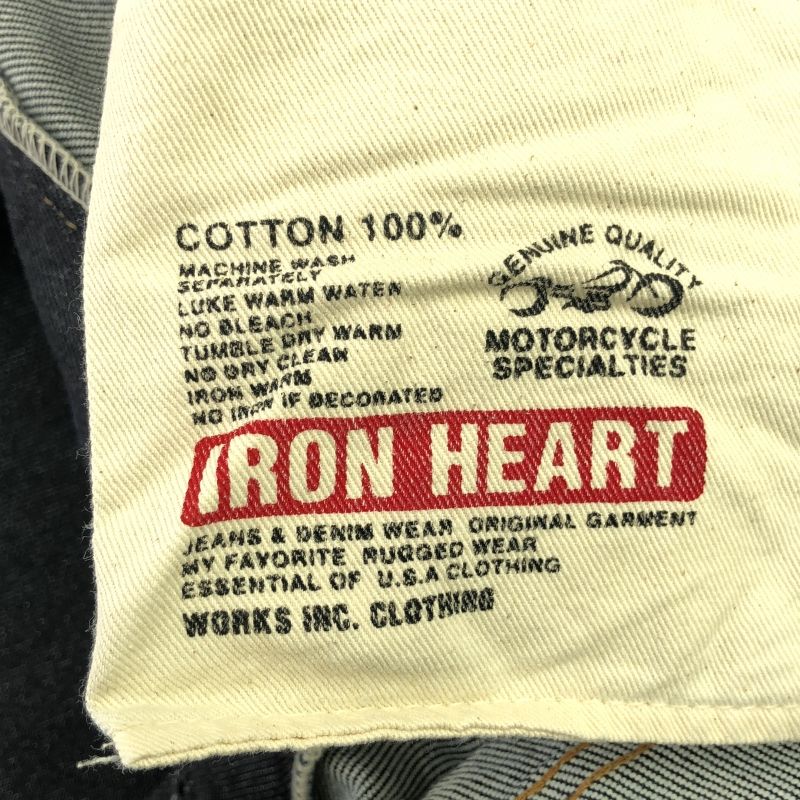 COTTON 100%
MACHINE WASH
SEPARATELY
LUKE WARM WATER
NO BLEACH
TUMBLE DRY WARM
NO DRY CLEAN
IRON WARM
NO IRON IF DECORATED
GENUINE QUALITY
MOTORCYCLE
SPECIALTIES
IRON HEART
JEANS & DENIM WEAR ORIGINAL GARMENT
MY FAVORITE RUGGED WEAR
ESSENTIAL OF U.S.A CLOTHING
WORKS INC. CLOTHING